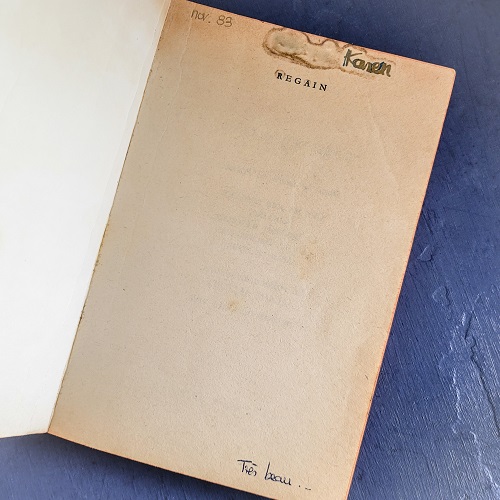 nov. 83
Karen
REGAIN
Très beau...